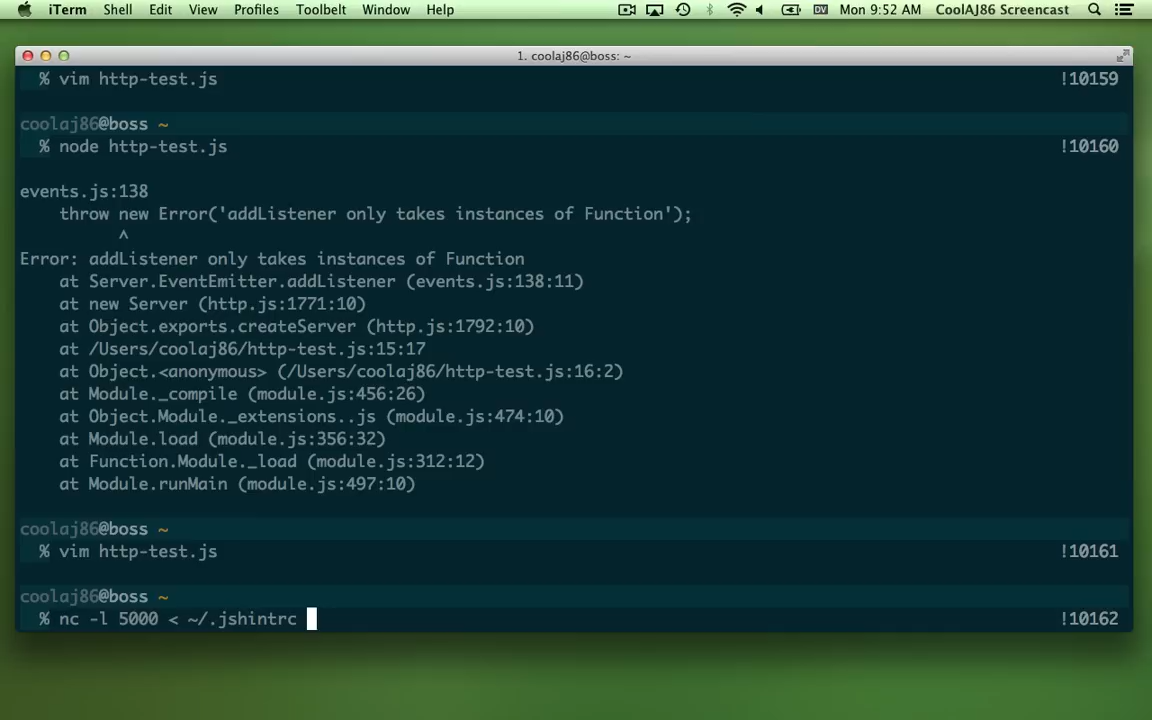 iTerm Shell Edit View Profiles Toolbelt Window Help DV Mon 9:52 AM CoolAJ86 Screencast
1. coolaj86@boss: ~
% vim http-test.js !10159
coolaj86@boss ~
% node http-test.js !10160
events.js:138
throw new Error('addListener only takes instances of Function');
^
Error: addListener only takes instances of Function
at Server.EventEmitter.addListener (events.js:138:11)
at new Server (http.js:1771:10)
at Object.exports.createServer (http.js:1792:10)
at /Users/coolaj86/http-test.js:15:17
at Object.<anonymous> (/Users/coolaj86/http-test.js:16:2)
at Module._compile (module.js:456:26)
at Object.Module._extensions..js (module.js:474:10)
at Module.load (module.js:356:32)
at Function.Module._load (module.js:312:12)
at Module.runMain (module.js:497:10)
coolaj86@boss ~
% vim http-test.js !10161
coolaj86@boss ~
% nc -l 5000 < ~/.jshintrc !10162